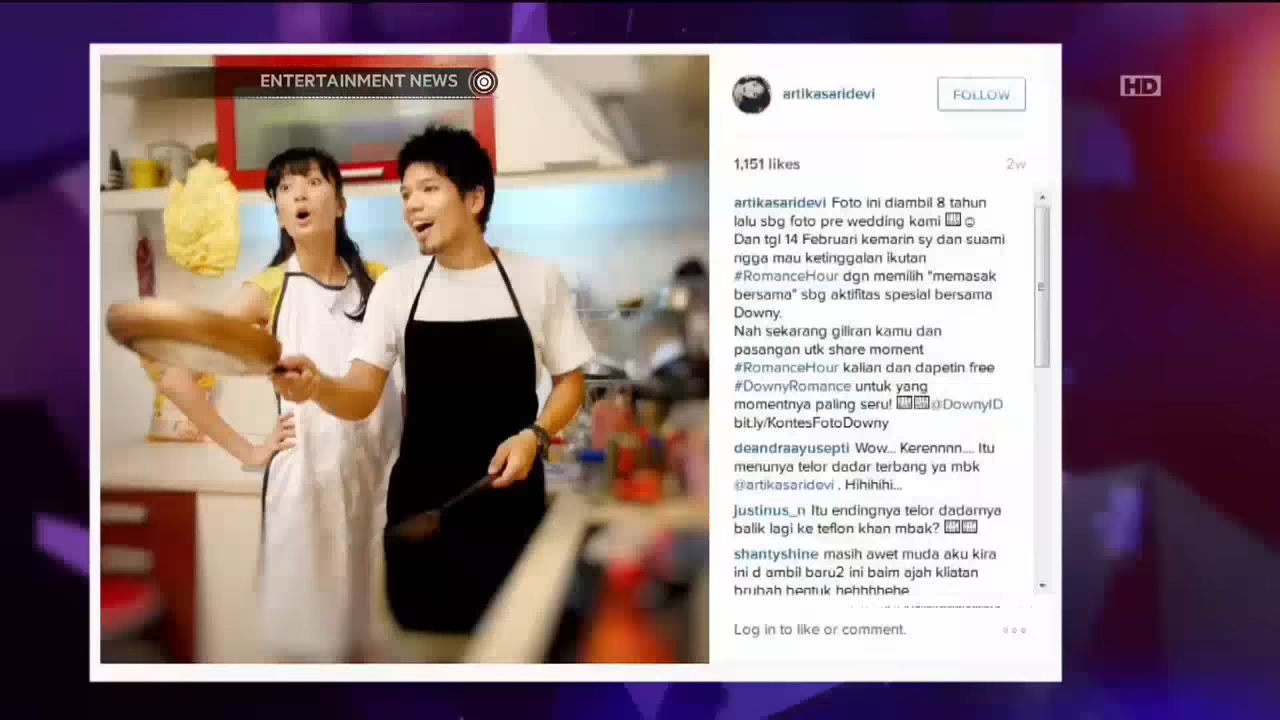 ENTERTAINMENT NEWS
HD
artikasaridevi
FOLLOW
1,151 likes
2w
artikasaridevi Foto ini diambil 8 tahun
lalu sbg foto pre wedding kami
Dan tgl 14 Februari kemarin sy dan suami
ngga mau ketinggalan ikutan
#RomanceHour dgn memilih "memasak
bersama" sbg aktifitas spesial bersama
Downy.
Nah sekarang giliran kamu dan
pasangan utk share moment
#RomanceHour kalian dan dapetin free
#DownyRomance untuk yang
momentnya paling seru! @DownyID
bit.ly/KontesFotoDowny
deandraayusepti Wow... Kerennnn.... Itu
menunya telor dadar terbang ya mbk
@artikasaridevi . Hihihihi...
justinus_n Itu endingnya telor dadarnya
balik lagi ke teflon khan mbak?
shantyshine masih awet muda aku kira
ini d ambil baru2 ini baim ajah kliatan
brubah bentuk hehhhhehe
Log in to like or comment.